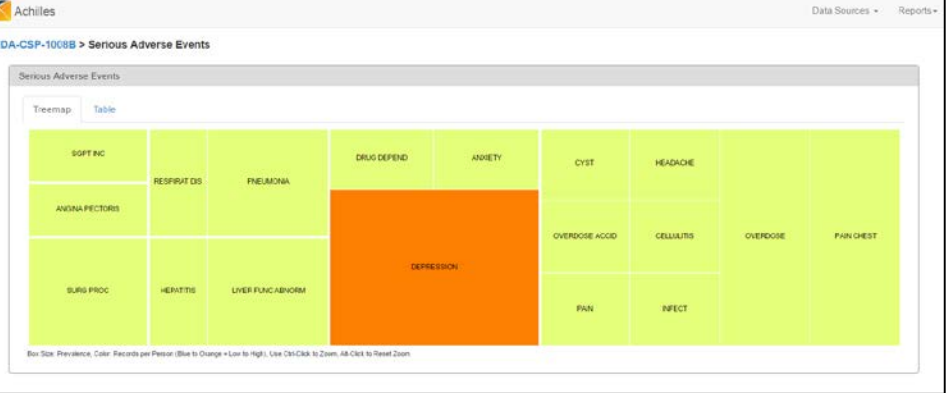 Achilles
Data Sources
Reports
DA-CSP-1008B > Serious Adverse Events
Serious Adverse Events
Treemap
Table
SGPT INC
ANGINA PECTORIS
SURG PROC
RESPIRAT DIS
HEPATITIS
PNEUMONIA
LIVER FUNC ABNORM
DRUG DEPEND
ANXIETY
DEPRESSION
CYST
HEADACHE
OVERDOSE ACCID
CELLULITIS
PAIN
INFECT
OVERDOSE
PAIN CHEST
Box Size: Prevalence, Color: Records per Person (Blue to Orange = Low to High), Use Ctrl-Click to Zoom, Alt-Click to Reset Zoom